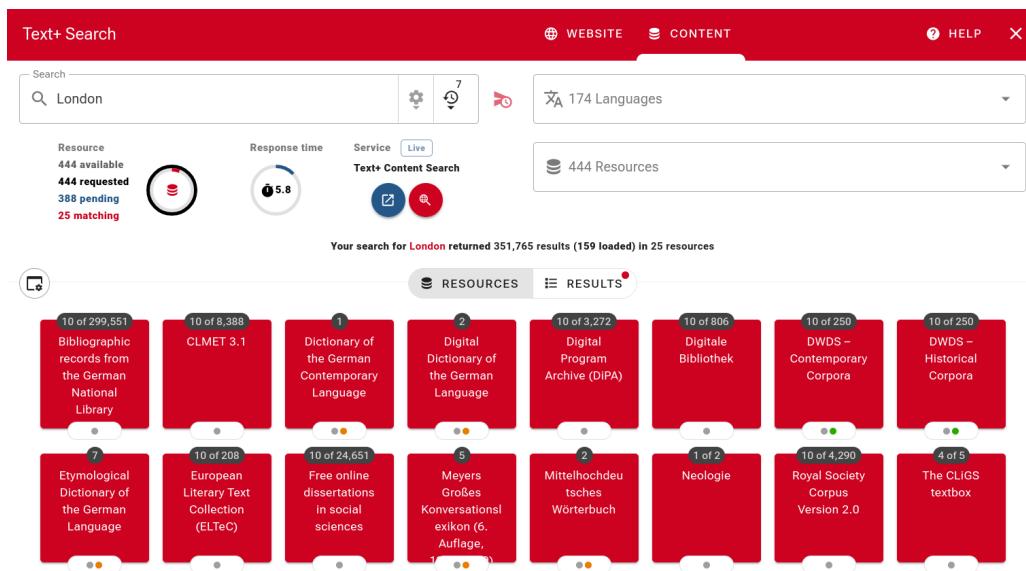 Text+ Search
WEBSITE
CONTENT
HELP
Search
London
7
174 Languages
Resource
444 available
444 requested
388 pending
25 matching
Response time
5.8
Service
Live
Text+ Content Search
444 Resources
Your search for London returned 351,765 results (159 loaded) in 25 resources
RESOURCES
RESULTS
10 of 299,551
Bibliographic
records from
the German
National
Library
10 of 8,388
CLMET 3.1
1
Dictionary of
the German
Contemporary
Language
2
Digital
Dictionary of
the German
Language
10 of 3,272
Digital
Program
Archive (DiPA)
10 of 806
Digitale
Bibliothek
10 of 250
DWDS –
Contemporary
Corpora
10 of 250
DWDS –
Historical
Corpora
7
Etymological
Dictionary of
the German
Language
10 of 208
European
Literary Text
Collection
(ELTeC)
10 of 24,651
Free online
dissertations
in social
sciences
5
Meyers
Großes
Konversationsl
exikon (6.
Auflage,
2
Mittelhochdeu
tsches
Wörterbuch
1 of 2
Neologie
10 of 4,290
Royal Society
Corpus
Version 2.0
4 of 5
The CLiGS
textbox